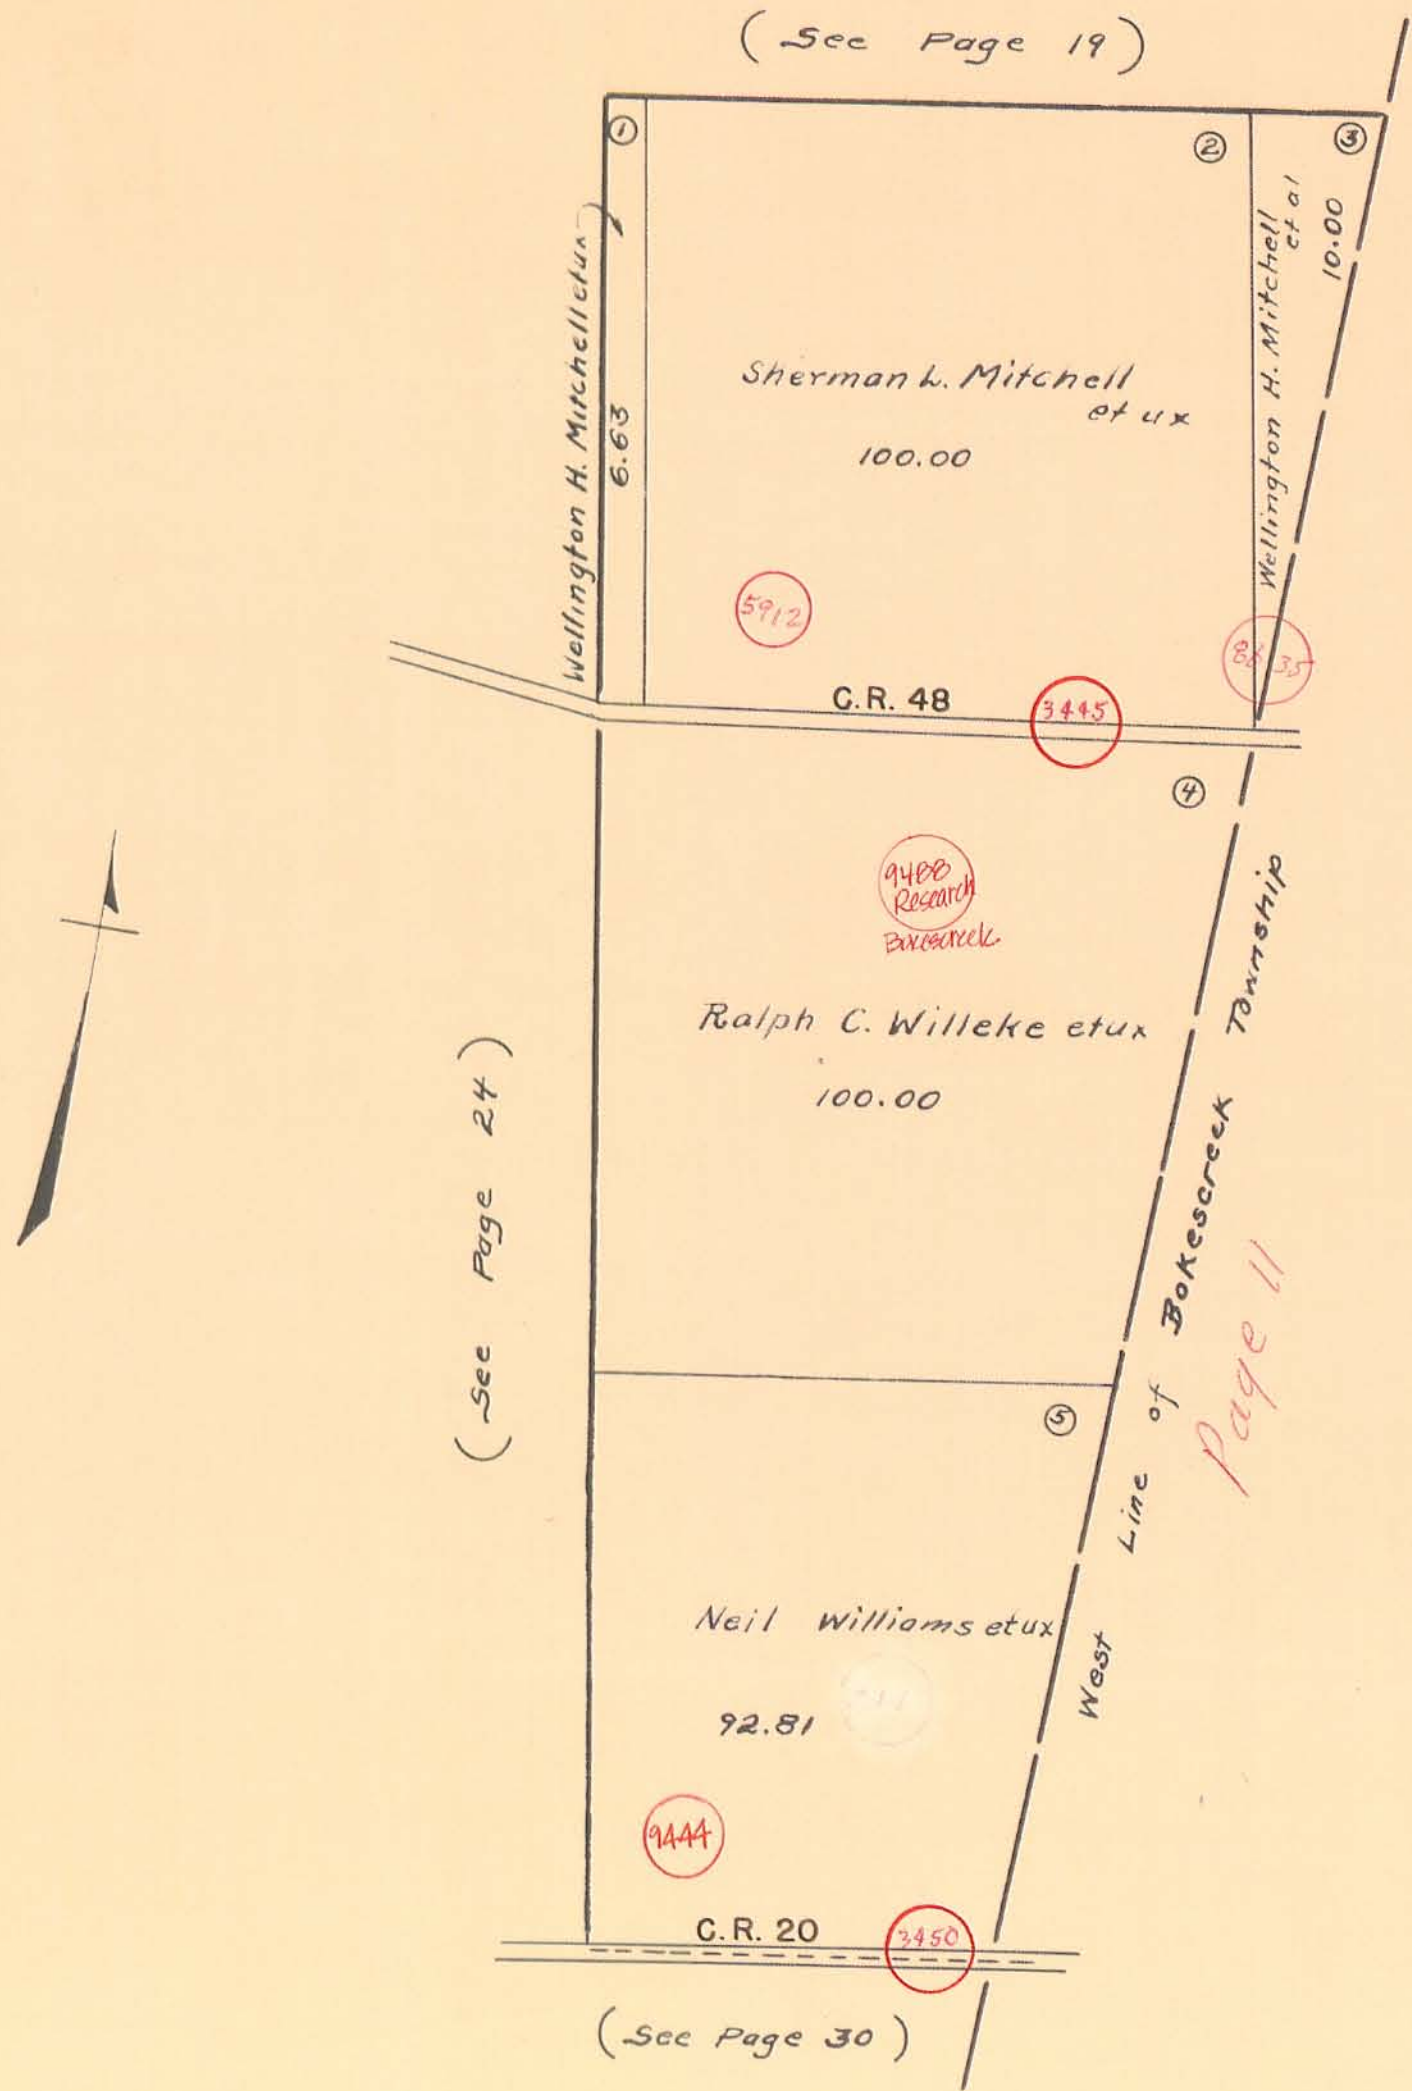 (See Page 19)
①
②
③
Wellington H. Mitchell etux
6.63
Sherman L. Mitchell
et ux
100.00
Wellington H. Mitchell
et al
10.00
5912
8635
C.R. 48
3445
④
9488
Research
Bokescreek
Ralph C. Willeke etux
100.00
(See Page 24)
West Line of Bokescreek Township
Page 11
⑤
Neil Williams etux
92.81
9444
C.R. 20
3450
(See Page 30)